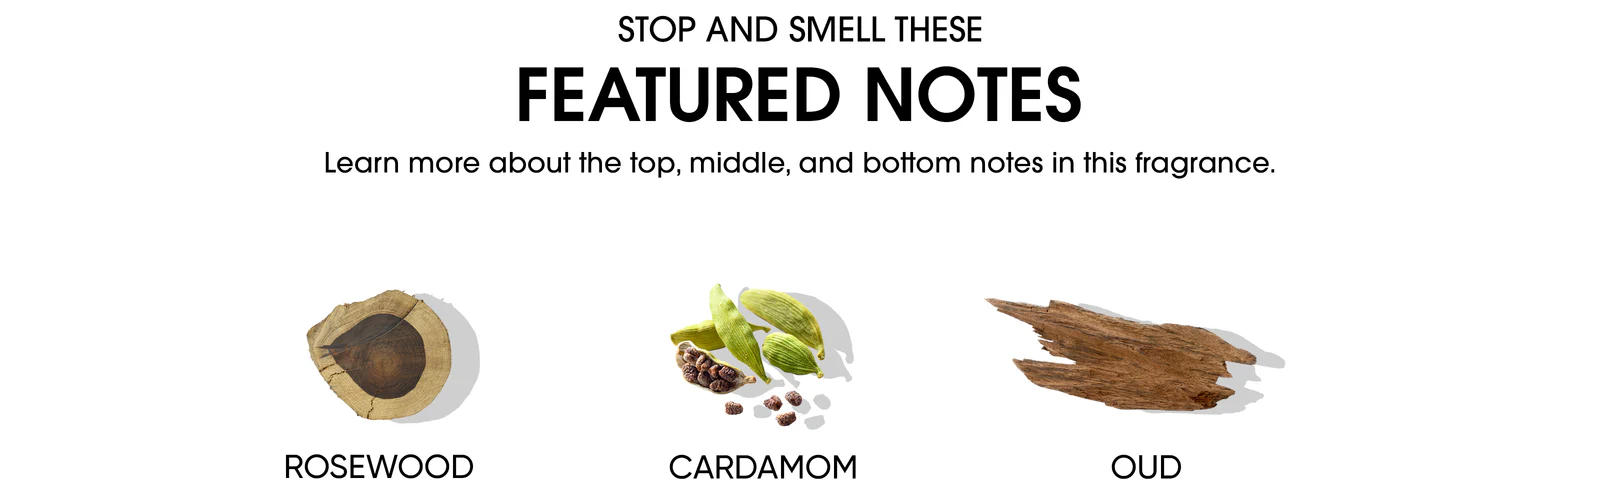 STOP AND SMELL THESE
FEATURED NOTES
Learn more about the top, middle, and bottom notes in this fragrance.
ROSEWOOD
CARDAMOM
OUD